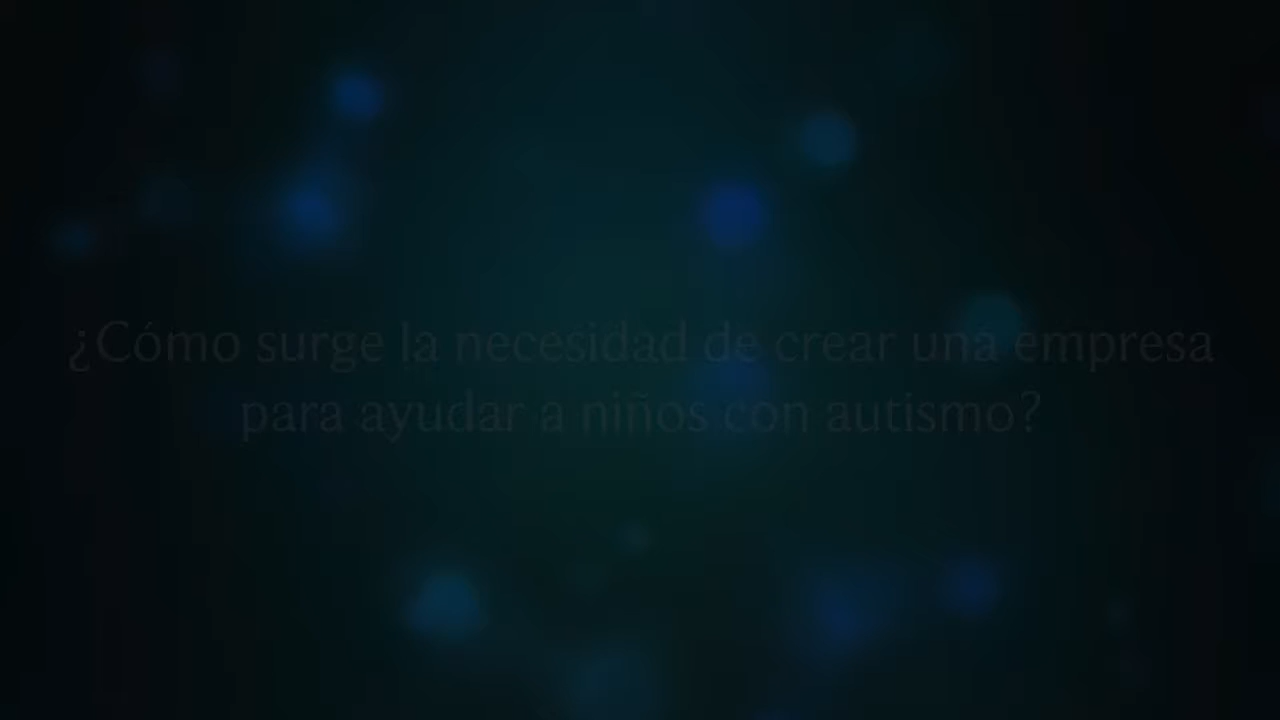 ¿Cómo surge la necesidad de crear una empresa
para ayudar a niños con autismo?